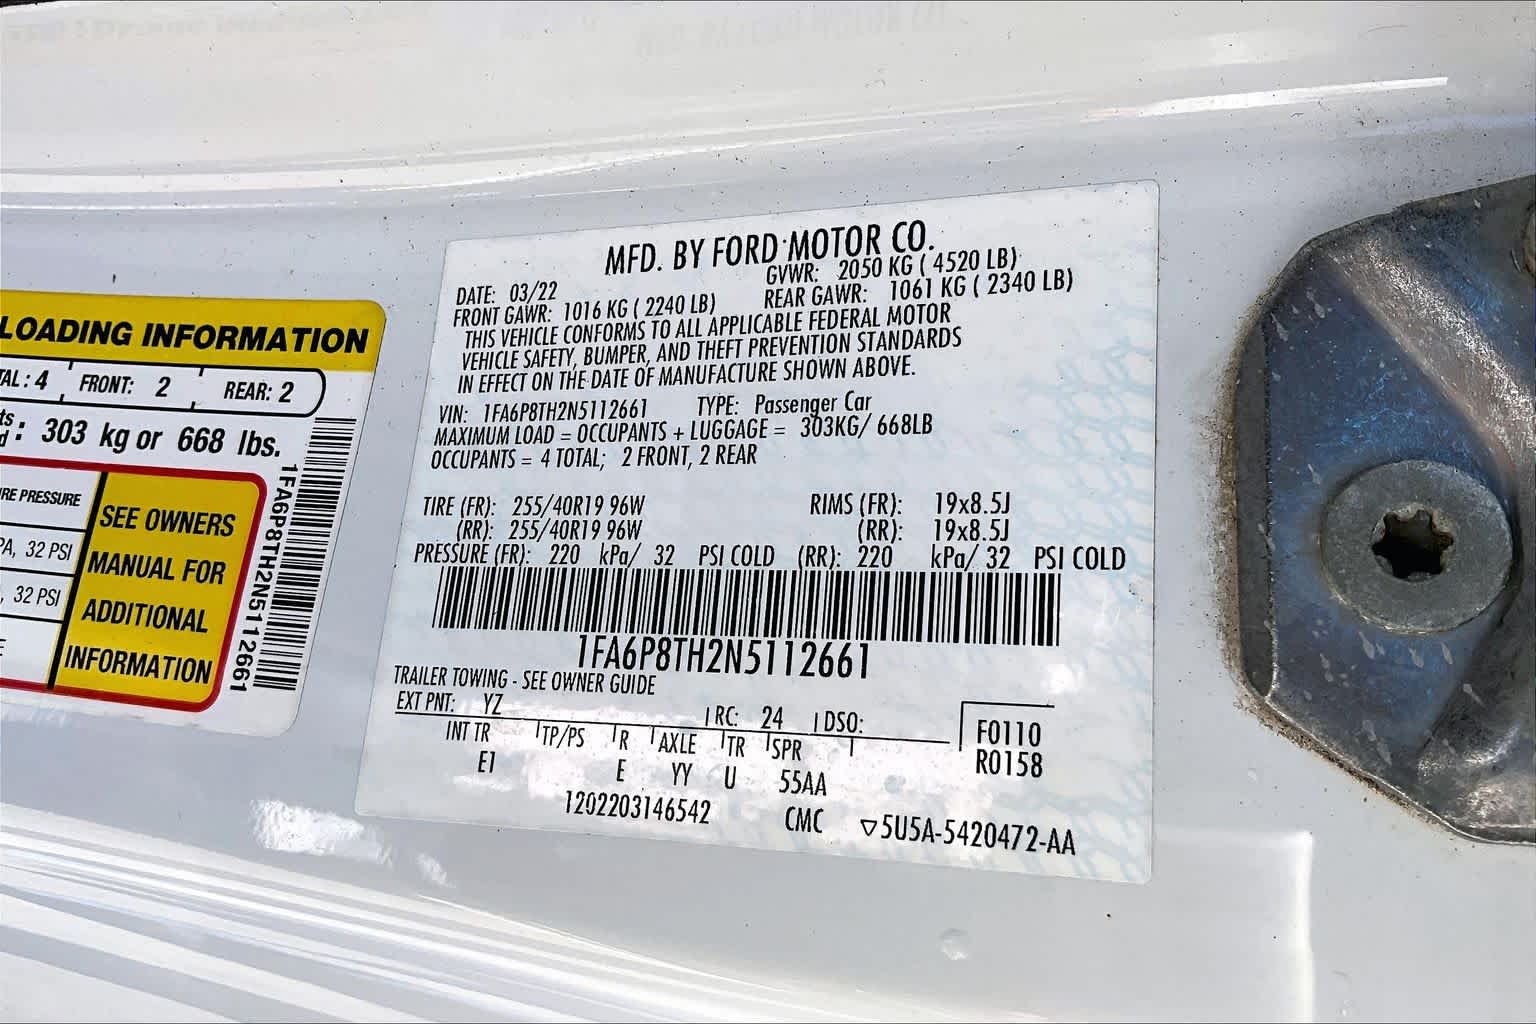 LOADING INFORMATION
TAL: 4 FRONT: 2 REAR: 2
: 303 kg or 668 lbs.
RE PRESSURE
PA, 32 PSI
, 32 PSI
SEE OWNERS
MANUAL FOR
ADDITIONAL
INFORMATION
1FA6P8TH2N5112661
MFD. BY FORD MOTOR CO.
DATE: 03/22 GVWR: 2050 KG ( 4520 LB)
FRONT GAWR: 1016 KG ( 2240 LB) REAR GAWR: 1061 KG ( 2340 LB)
THIS VEHICLE CONFORMS TO ALL APPLICABLE FEDERAL MOTOR
VEHICLE SAFETY, BUMPER, AND THEFT PREVENTION STANDARDS
IN EFFECT ON THE DATE OF MANUFACTURE SHOWN ABOVE.
VIN: 1FA6P8TH2N5112661 TYPE: Passenger Car
MAXIMUM LOAD = OCCUPANTS + LUGGAGE = 303KG/ 668LB
OCCUPANTS = 4 TOTAL; 2 FRONT, 2 REAR
TIRE (FR): 255/40R19 96W RIMS (FR): 19x8.5J
(RR): 255/40R19 96W (RR): 19x8.5J
PRESSURE (FR): 220 kPa/ 32 PSI COLD (RR): 220 kPa/ 32 PSI COLD
1FA6P8TH2N5112661
TRAILER TOWING - SEE OWNER GUIDE
EXT PNT: YZ RC: 24 DSO:
INT TR TP/PS R AXLE TR SPR
E1 E YY U 55AA
F0110
R0158
1202203146542 CMC ▽5U5A-5420472-AA